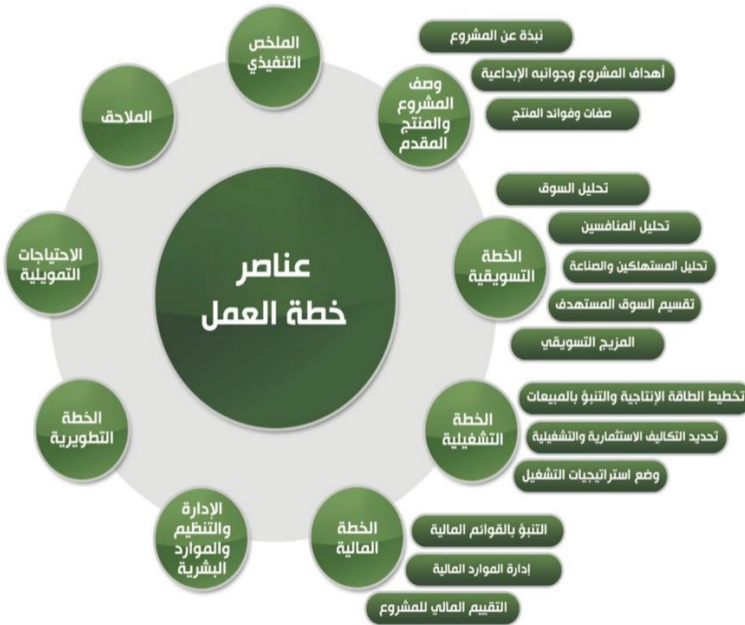 عناصر
خطة العمل
الملخص
التنفيذي
وصف
المشروع
والمنتج
المقدم
نبذة عن المشروع
أهداف المشروع وجوانبه الإبداعية
صفات وفوائد المنتج
الخطة
التسويقية
تحليل السوق
تحليل المنافسين
تحليل المستهلكين والصناعة
تقسيم السوق المستهدف
المزيج التسويقي
الخطة
التشغيلية
تخطيط الطاقة الإنتاجية والتنبؤ بالمبيعات
تحديد التكاليف الاستثمارية والتشغيلية
وضع استراتيجيات التشغيل
الخطة
المالية
التنبؤ بالقوائم المالية
إدارة الموارد المالية
التقييم المالي للمشروع
الإدارة
والتنظيم
والموارد
البشرية
الخطة
التطويرية
الاحتياجات
التمويلية
الملاحق